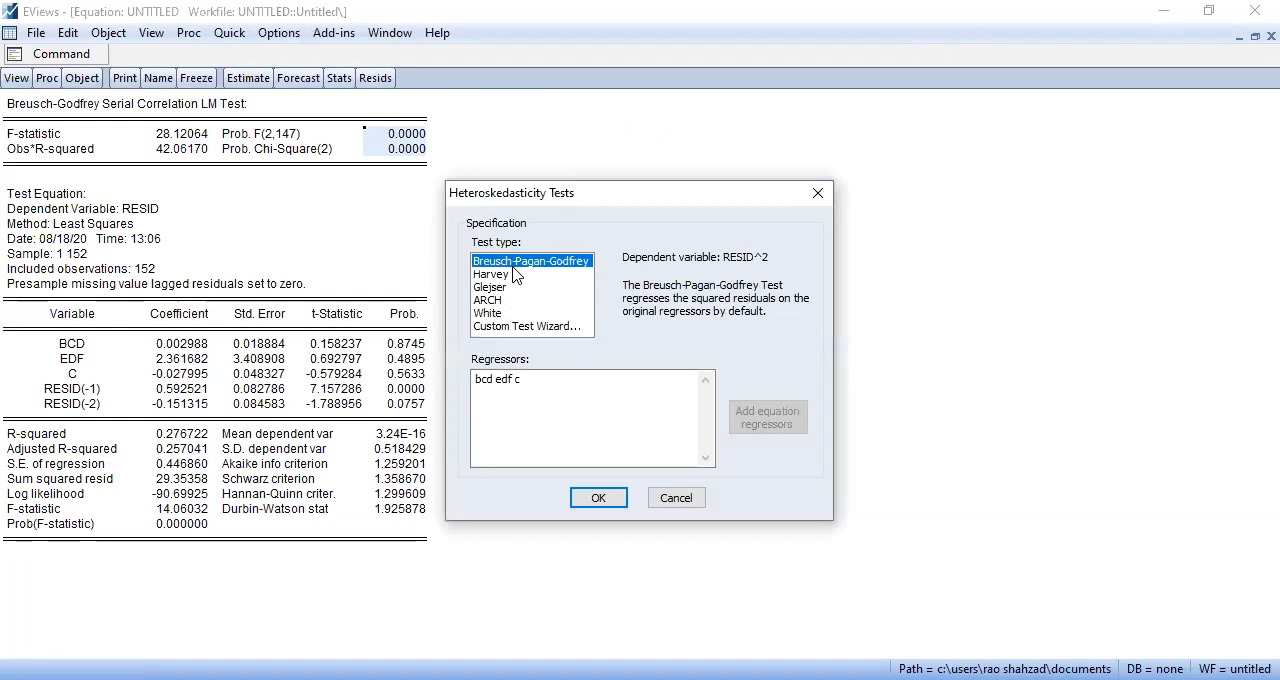 EViews - [Equation: UNTITLED   Workfile: UNTITLED::Untitled\]
File Edit Object View Proc Quick Options Add-ins Window Help
Command
View Proc Object Print Name Freeze Estimate Forecast Stats Resids
Breusch-Godfrey Serial Correlation LM Test:
F-statistic 28.12064 Prob. F(2,147) 0.0000
Obs*R-squared 42.06170 Prob. Chi-Square(2) 0.0000
Test Equation:
Dependent Variable: RESID
Method: Least Squares
Date: 08/18/20   Time: 13:06
Sample: 1 152
Included observations: 152
Presample missing value lagged residuals set to zero.
Variable Coefficient Std. Error t-Statistic Prob.
BCD 0.002988 0.018884 0.158237 0.8745
EDF 2.361682 3.408908 0.692797 0.4895
C -0.027995 0.048327 -0.579284 0.5633
RESID(-1) 0.592521 0.082786 7.157286 0.0000
RESID(-2) -0.151315 0.084583 -1.788956 0.0757
R-squared 0.276722 Mean dependent var 3.24E-16
Adjusted R-squared 0.257041 S.D. dependent var 0.518429
S.E. of regression 0.446860 Akaike info criterion 1.259201
Sum squared resid 29.35358 Schwarz criterion 1.358670
Log likelihood -90.69925 Hannan-Quinn criter. 1.299609
F-statistic 14.06032 Durbin-Watson stat 1.925878
Prob(F-statistic) 0.000000
Heteroskedasticity Tests
Specification
Test type:
Breusch-Pagan-Godfrey
Harvey
Glejser
ARCH
White
Custom Test Wizard...
Dependent variable: RESID^2
The Breusch-Pagan-Godfrey Test
regresses the squared residuals on the
original regressors by default.
Regressors:
bcd edf c
Add equation
regressors
OK Cancel
Path = c:\users\rao shahzad\documents DB = none WF = untitled